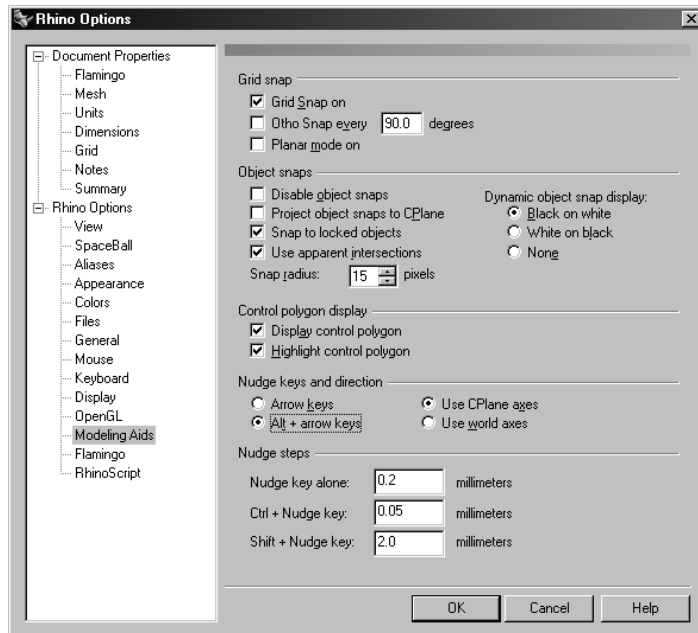 Rhino Options
Document Properties
Flamingo
Mesh
Units
Dimensions
Grid
Notes
Summary
Rhino Options
View
SpaceBall
Aliases
Appearance
Colors
Files
General
Mouse
Keyboard
Display
OpenGL
Modeling Aids
Flamingo
RhinoScript
Grid snap
Grid Snap on
Otho Snap every 90.0 degrees
Planar mode on
Object snaps
Disable object snaps
Project object snaps to CPlane
Snap to locked objects
Use apparent intersections
Snap radius: 15 pixels
Dynamic object snap display:
Black on white
White on black
None
Control polygon display
Display control polygon
Highlight control polygon
Nudge keys and direction
Arrow keys
Alt + arrow keys
Use CPlane axes
Use world axes
Nudge steps
Nudge key alone: 0.2 millimeters
Ctrl + Nudge key: 0.05 millimeters
Shift + Nudge key: 2.0 millimeters
OK Cancel Help